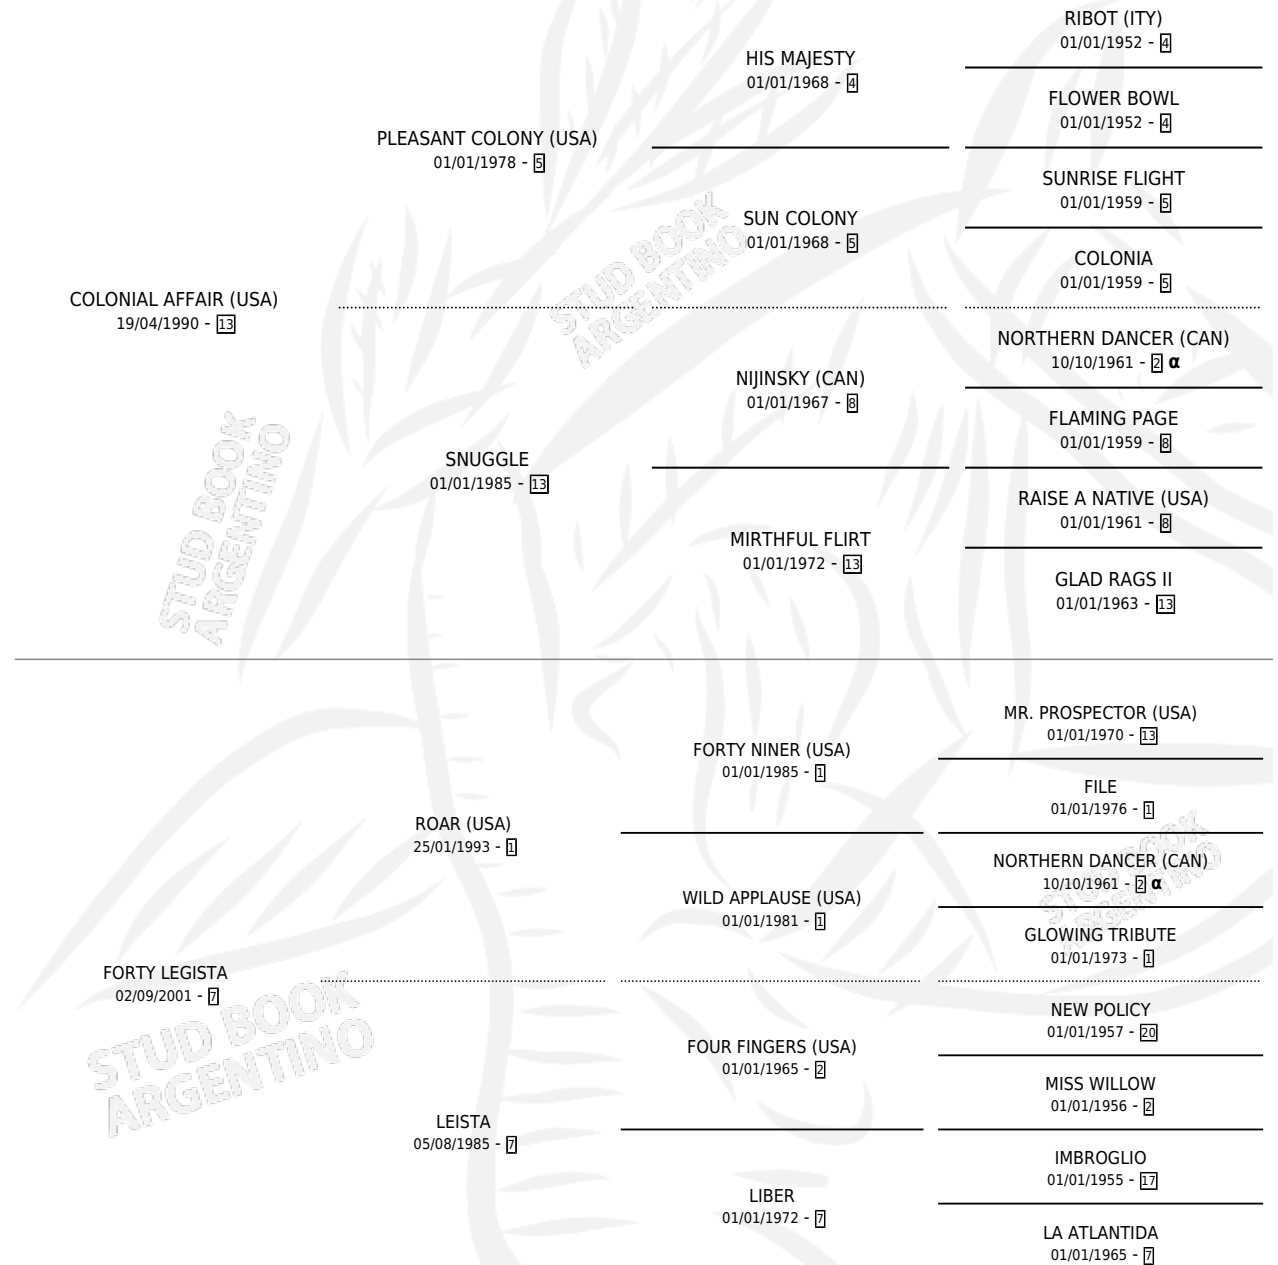 RIBOT (ITY)
01/01/1952 - 4
HIS MAJESTY
01/01/1968 - 4
FLOWER BOWL
01/01/1952 - 4
PLEASANT COLONY (USA)
01/01/1978 - 5
SUNRISE FLIGHT
01/01/1959 - 5
SUN COLONY
01/01/1968 - 5
COLONIA
01/01/1959 - 5
STUD BOOK
ARGENTINO
COLONIAL AFFAIR (USA)
19/04/1990 - 13
NORTHERN DANCER (CAN)
10/10/1961 - 2 α
NIJINSKY (CAN)
01/01/1967 - 8
FLAMING PAGE
01/01/1959 - 8
SNUGGLE
01/01/1985 - 13
RAISE A NATIVE (USA)
01/01/1961 - 8
MIRTHFUL FLIRT
01/01/1972 - 13
GLAD RAGS II
01/01/1963 - 13
STUD BOOK
ARGENTINO
MR. PROSPECTOR (USA)
01/01/1970 - 13
FORTY NINER (USA)
01/01/1985 - 1
FILE
01/01/1976 - 1
ROAR (USA)
25/01/1993 - 1
NORTHERN DANCER (CAN)
10/10/1961 - 2 α
WILD APPLAUSE (USA)
01/01/1981 - 1
GLOWING TRIBUTE
01/01/1973 - 1
STUD BOOK
ARGENTINO
FORTY LEGISTA
02/09/2001 - 7
NEW POLICY
01/01/1957 - 20
FOUR FINGERS (USA)
01/01/1965 - 2
MISS WILLOW
01/01/1956 - 2
STUD BOOK
ARGENTINO
LEISTA
05/08/1985 - 7
IMBROGLIO
01/01/1955 - 17
LIBER
01/01/1972 - 7
LA ATLANTIDA
01/01/1965 - 7